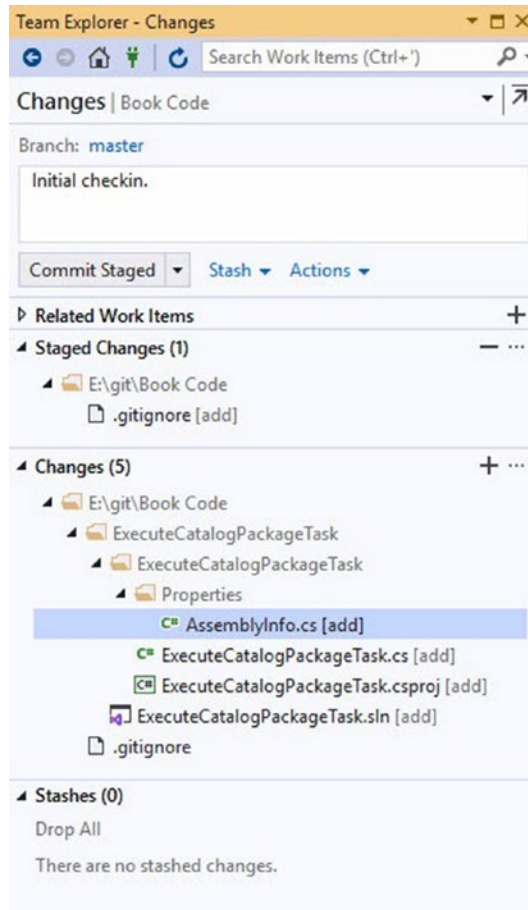 Team Explorer - Changes
Search Work Items (Ctrl+')
Changes | Book Code
Branch: master
Initial checkin.
Commit Staged Stash Actions
Related Work Items
Staged Changes (1)
E:\git\Book Code
.gitignore [add]
Changes (5)
E:\git\Book Code
ExecuteCatalogPackageTask
ExecuteCatalogPackageTask
Properties
C# AssemblyInfo.cs [add]
C# ExecuteCatalogPackageTask.cs [add]
C# ExecuteCatalogPackageTask.csproj [add]
ExecuteCatalogPackageTask.sln [add]
.gitignore
Stashes (0)
Drop All
There are no stashed changes.